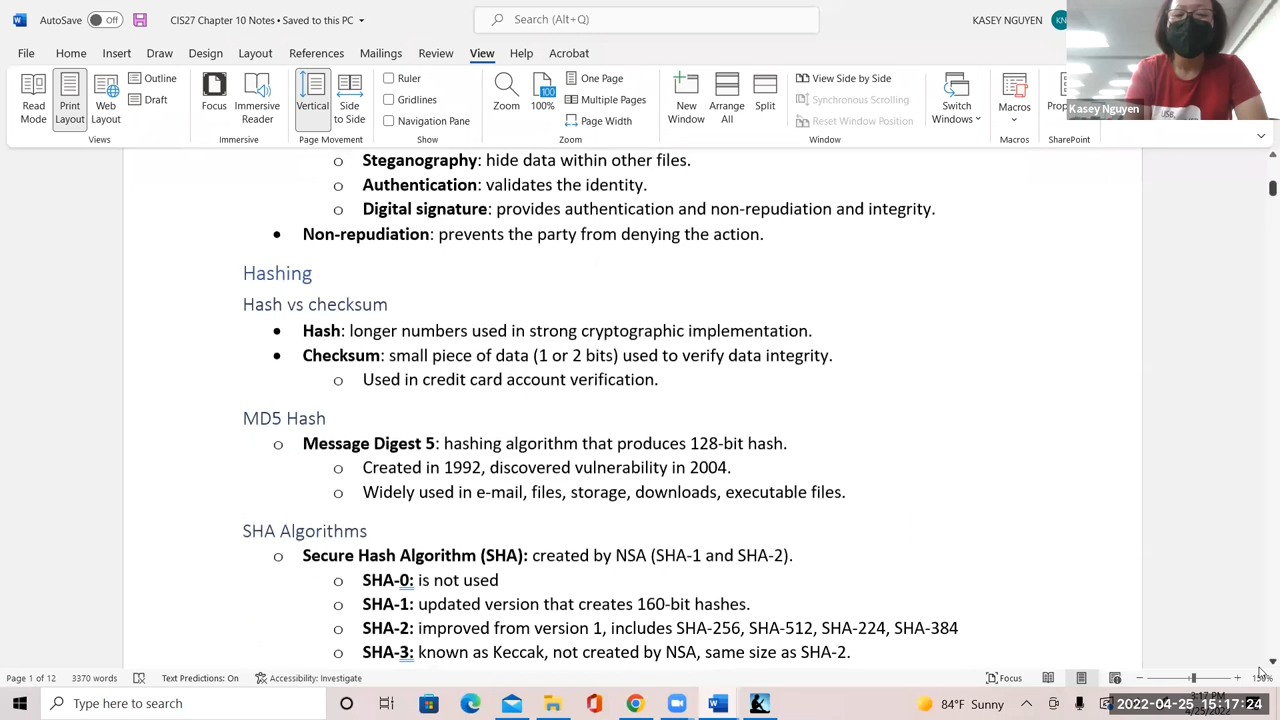 AutoSave Off CIS27 Chapter 10 Notes • Saved to this PC Search (Alt+Q) KASEY NGUYEN KN
File Home Insert Draw Design Layout References Mailings Review View Help Acrobat
Read Mode
Print Layout
Web Layout
Outline
Draft
Views
Focus
Immersive Reader
Immersive
Vertical
Side to Side
Page Movement
Ruler
Gridlines
Navigation Pane
Show
Zoom
100
100%
One Page
Multiple Pages
Page Width
Zoom
New Window
Arrange All
Split
View Side by Side
Synchronous Scrolling
Reset Window Position
Window
Switch Windows
Macros
Macros
SharePoint
Kasey Nguyen
Steganography: hide data within other files.
Authentication: validates the identity.
Digital signature: provides authentication and non-repudiation and integrity.
Non-repudiation: prevents the party from denying the action.
Hashing
Hash vs checksum
Hash: longer numbers used in strong cryptographic implementation.
Checksum: small piece of data (1 or 2 bits) used to verify data integrity.
Used in credit card account verification.
MD5 Hash
Message Digest 5: hashing algorithm that produces 128-bit hash.
Created in 1992, discovered vulnerability in 2004.
Widely used in e-mail, files, storage, downloads, executable files.
SHA Algorithms
Secure Hash Algorithm (SHA): created by NSA (SHA-1 and SHA-2).
SHA-0: is not used
SHA-1: updated version that creates 160-bit hashes.
SHA-2: improved from version 1, includes SHA-256, SHA-512, SHA-224, SHA-384
SHA-3: known as Keccak, not created by NSA, same size as SHA-2.
Page 1 of 12 3370 words Text Predictions: On Accessibility: Investigate Focus 150%
Type here to search 84°F Sunny 3:17 PM
2022-04-25 15:17:24